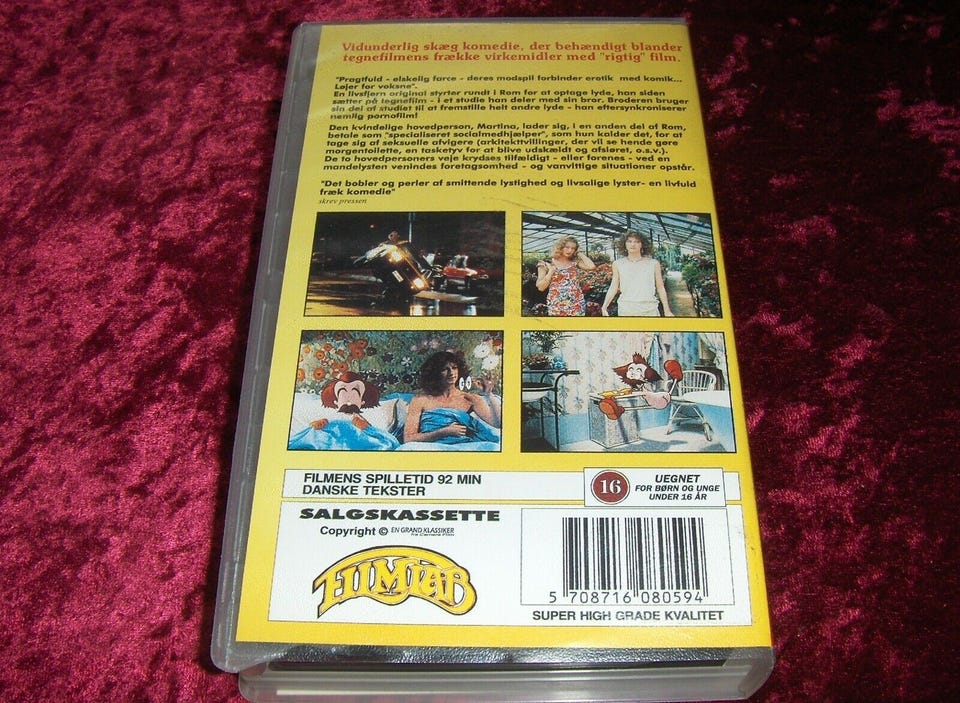 Vidunderlig skæg komedie, der behændigt blander
tegnefilmens frække virkemidler med "rigtig" film.
"Pragtfuld - elskelig farce - deres modspil forbinder erotik med komik...
Løjer for voksne".
En livsfjern original styrter rundt i Rom for at optage lyde, han siden
sætter på tegnefilm - i et studie han deler med sin bror. Broderen bruger
sin del af studiet til at fremstille helt andre lyde - han eftersynkroniserer
nemlig pornofilm!
Den kvindelige hovedperson, Martina, lader sig, i en anden del af Rom,
betale som "specialiseret socialmedhjælper", som hun kalder det, for at
tage sig af seksuelle afvigere (arkitekttvillinger, der vil se hende gøre
morgentoilette, en tasketyv for at blive udskældt og afsløret, o.s.v.).
De to hovedpersoners veje krydses tilfældigt - eller forenes - ved en
mandelysten venindes foretagsomhed - og vanvittige situationer opstår.
"Det bobler og perler af smittende lystighed og livsalige lyster- en livfuld
fræk komedie"
skrev pressen
FILMENS SPILLETID 92 MIN
DANSKE TEKSTER
16
UEGNET
FOR BØRN OG UNGE
UNDER 16 ÅR
SALGSKASSETTE
Copyright © EN GRAND KLASSIKER
fra Camera Film
FILMLAB
5 708716 080594
SUPER HIGH GRADE KVALITET